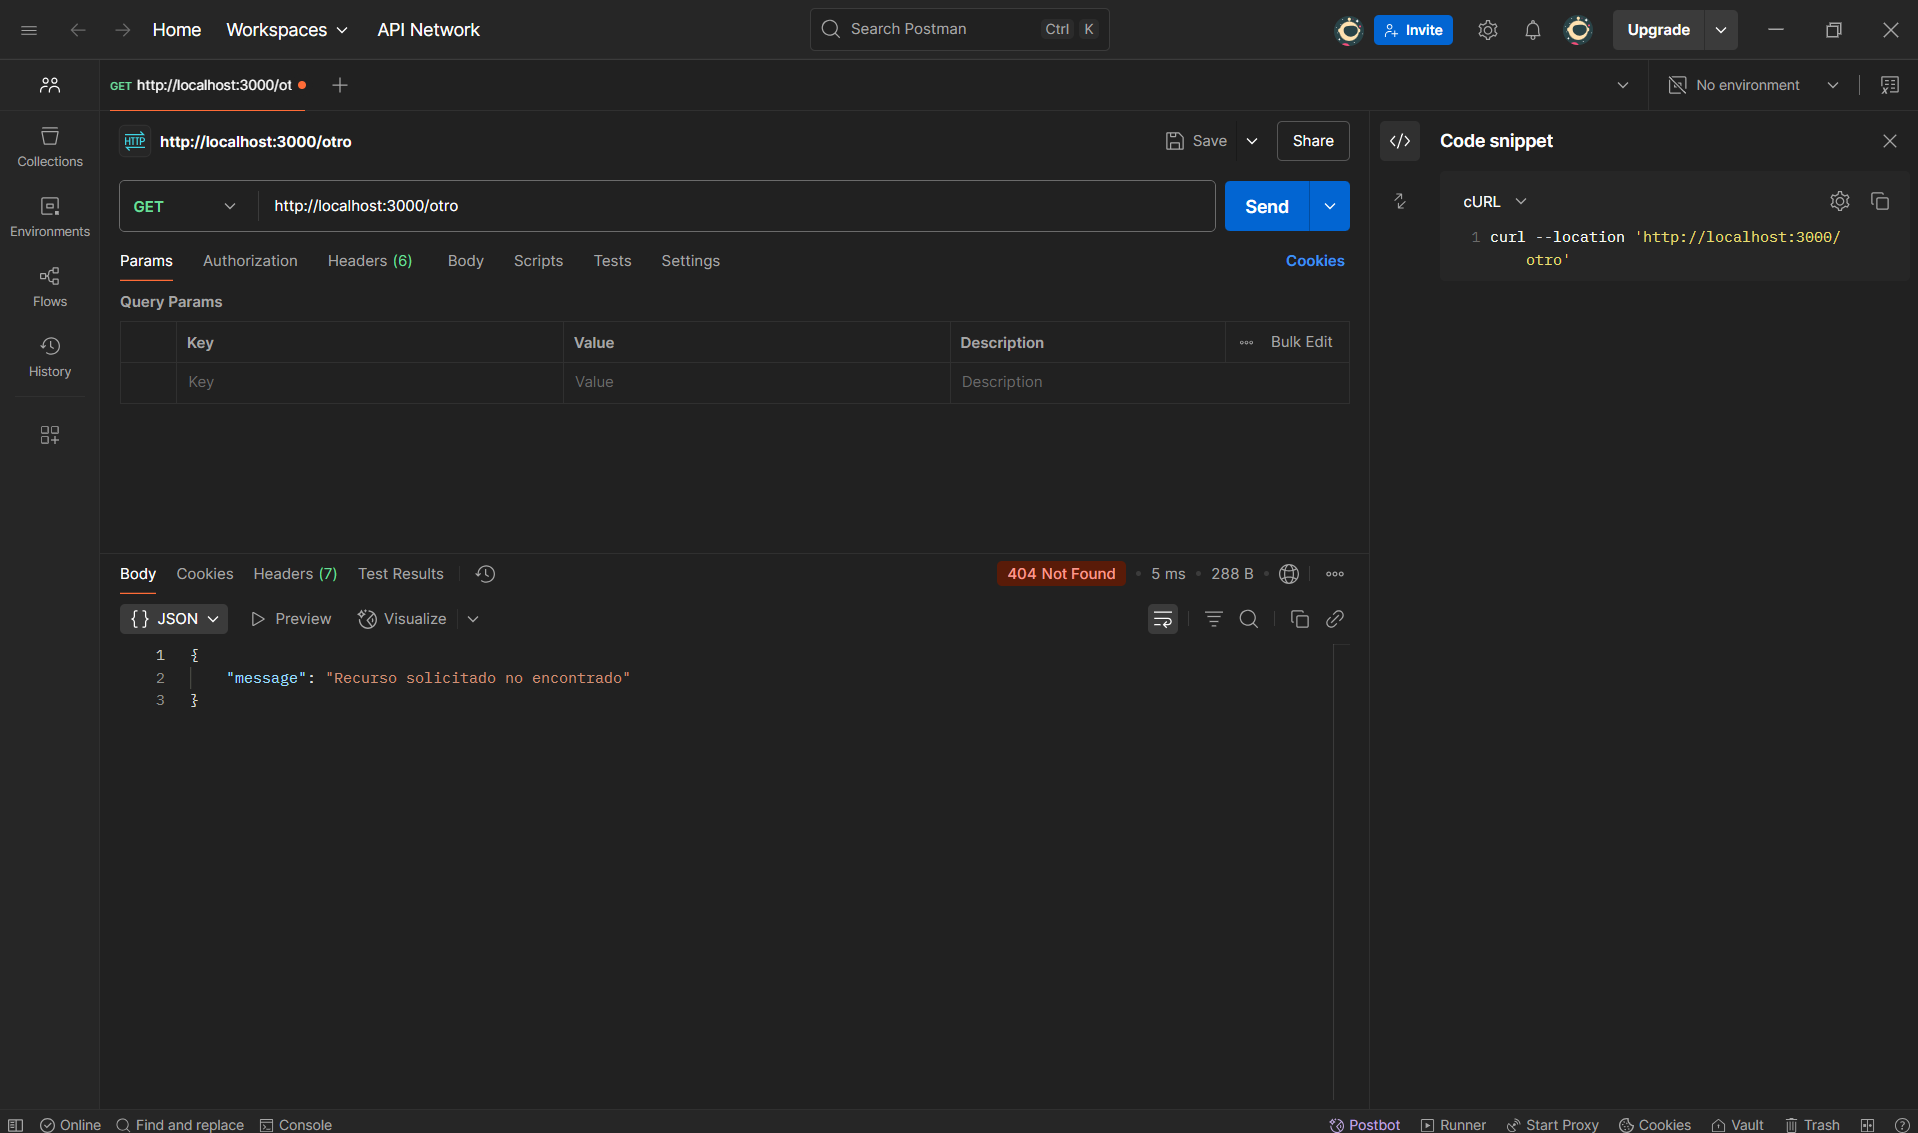 Home Workspaces API Network Search Postman Ctrl K Invite Upgrade
GET http://localhost:3000/ot No environment
HTTP http://localhost:3000/otro Save Share Code snippet
Collections
Environments
Flows
History
GET http://localhost:3000/otro Send
cURL
1 curl --location 'http://localhost:3000/
otro'
Params Authorization Headers (6) Body Scripts Tests Settings Cookies
Query Params
Key Value Description Bulk Edit
Key Value Description
Body Cookies Headers (7) Test Results 404 Not Found 5 ms 288 B
{} JSON Preview Visualize
1 {
2 "message": "Recurso solicitado no encontrado"
3 }
Online Find and replace Console Postbot Runner Start Proxy Cookies Vault Trash